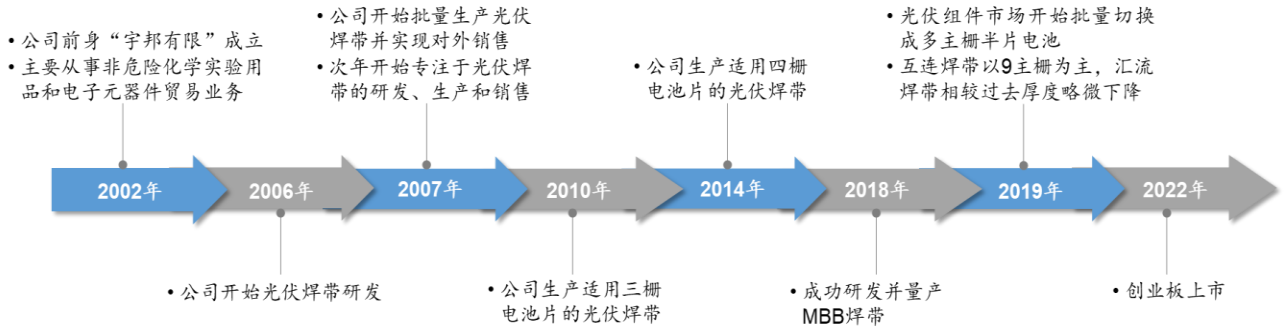 • 公司前身“宇邦有限”成立
• 主要从事非危险化学实验用
品和电子元器件贸易业务
• 公司开始批量生产光伏
焊带并实现对外销售
• 次年开始专注于光伏焊
带的研发、生产和销售
• 公司生产适用四栅
电池片的光伏焊带
• 光伏组件市场开始批量切换
成多主栅半片电池
• 互连焊带以9主栅为主，汇流
焊带相较过去厚度略微下降
2002年
2006年
2007年
2010年
2014年
2018年
2019年
2022年
• 公司开始光伏焊带研发
• 公司生产适用三栅
电池片的光伏焊带
• 成功研发并量产
MBB焊带
• 创业板上市